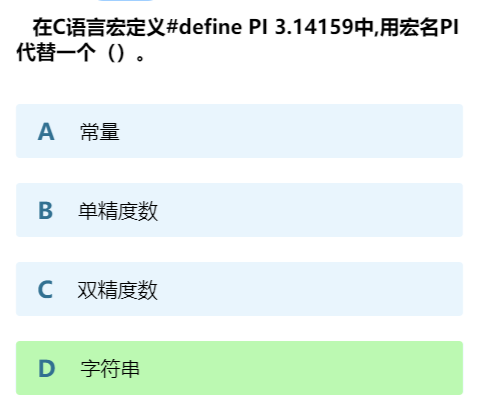 在C语言宏定义#define PI 3.14159中,用宏名PI
代替一个（）。
A 常量
B 单精度数
C 双精度数
D 字符串